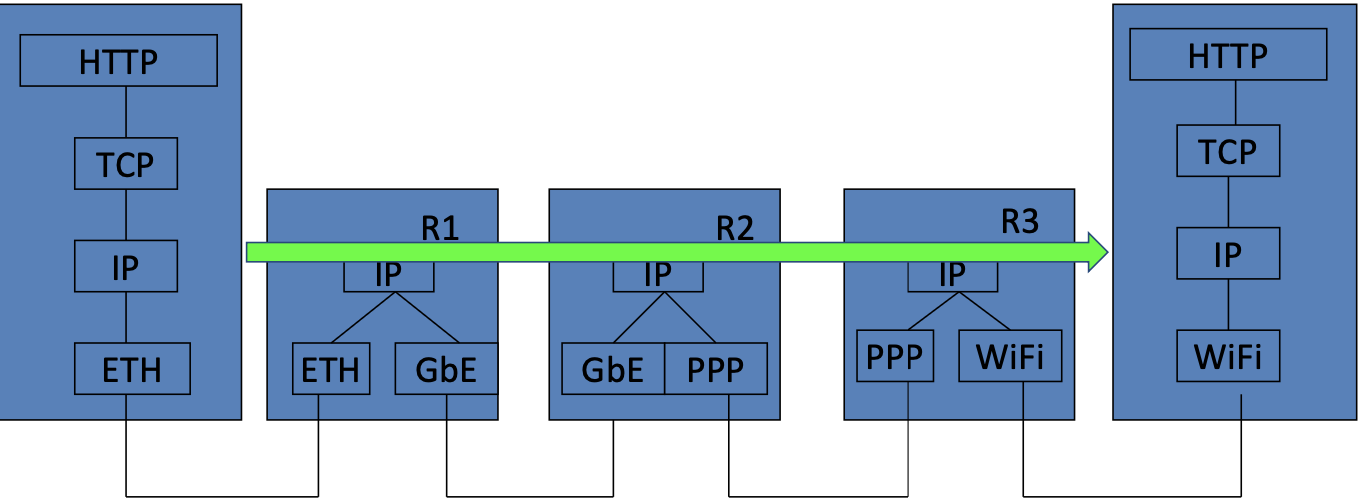 HTTP
TCP
IP
ETH
R1
IP
ETH GbE
R2
IP
GbE PPP
R3
IP
PPP WiFi
HTTP
TCP
IP
WiFi